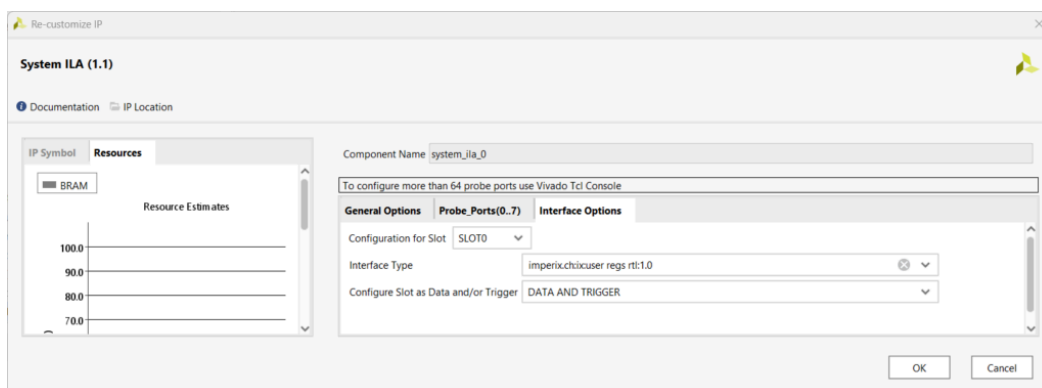 Re-customize IP
System ILA (1.1)
Documentation IP Location
IP Symbol Resources
BRAM
Resource Estimates
100.0
90.0
80.0
70.0
Component Name system_ila_0
To configure more than 64 probe ports use Vivado Tcl Console
General Options Probe_Ports(0..7) Interface Options
Configuration for Slot SLOT0
Interface Type imperix.ch:ix:user regs rtl:1.0
Configure Slot as Data and/or Trigger DATA AND TRIGGER
OK Cancel